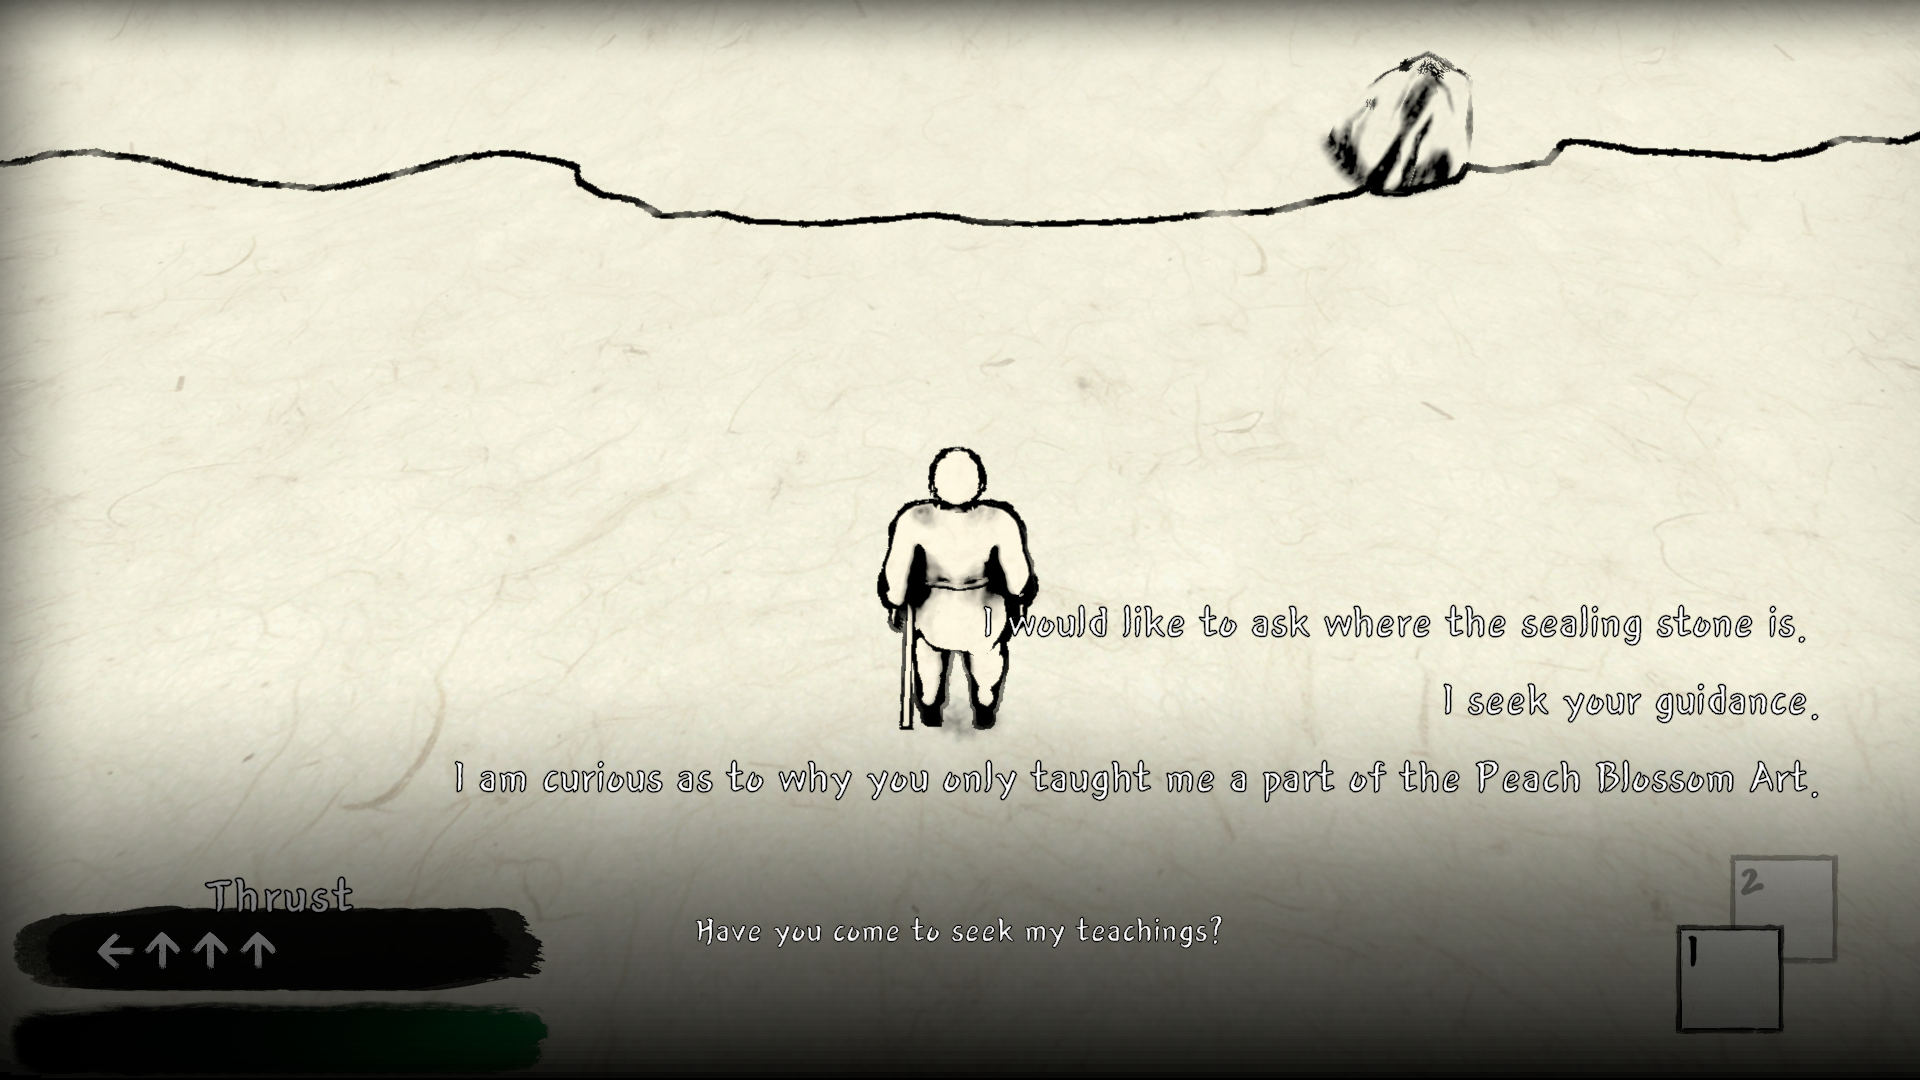 I would like to ask where the sealing stone is.
I seek your guidance.
I am curious as to why you only taught me a part of the Peach Blossom Art.
Thrust
←↑↑↑
Have you come to seek my teachings?
2
1